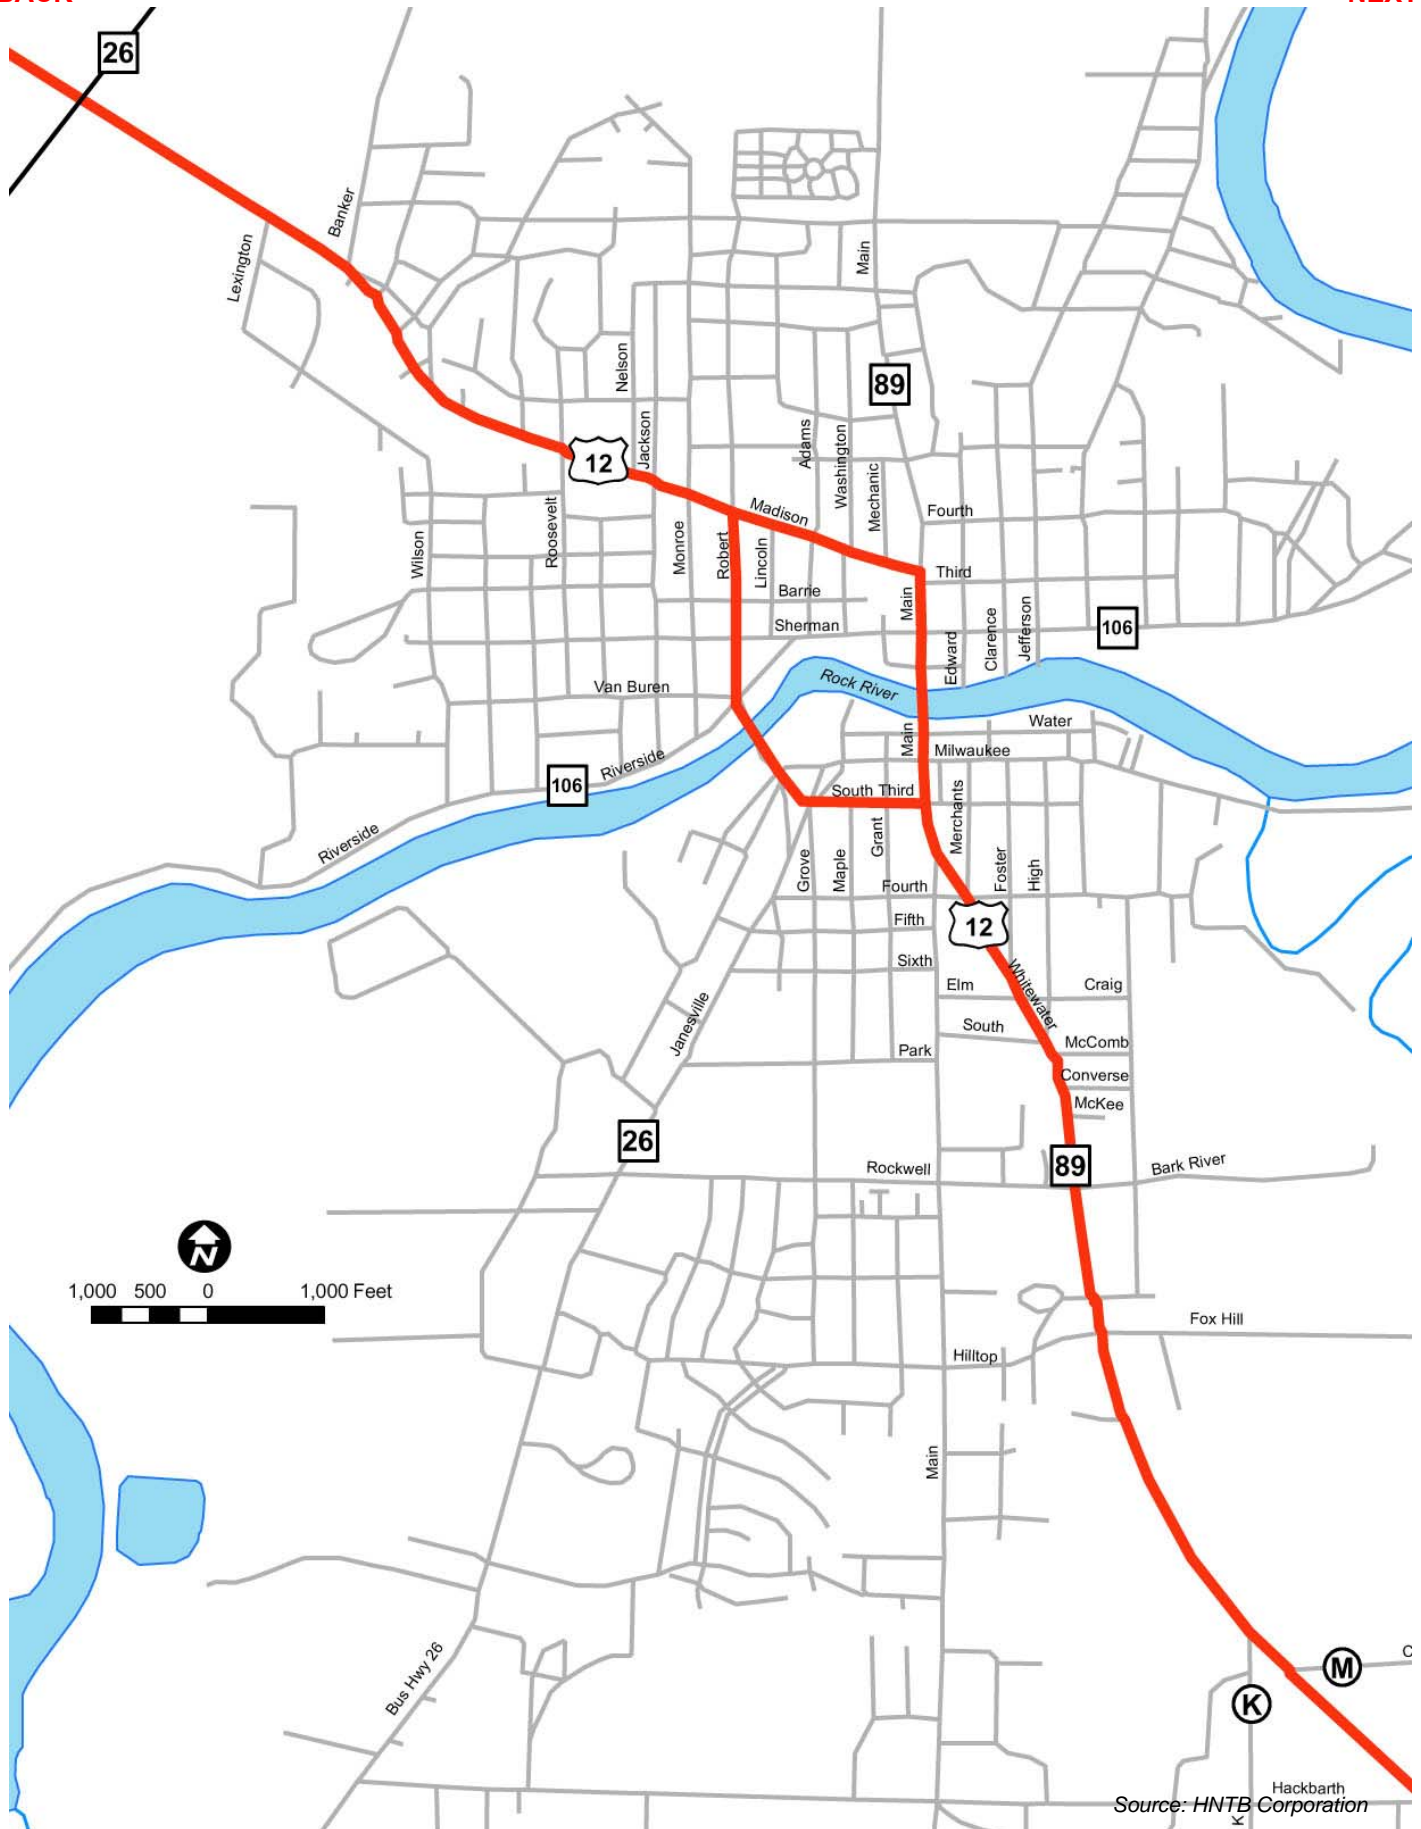 26
Banker
Lexington
Main
89
Nelson
Jackson
12
Adams
Washington
Mechanic
Madison
Fourth
Roosevelt
Wilson
Monroe
Robert
Lincoln
Third
Barrie
Main
Sherman
Edward
Clarence
Jefferson
106
Van Buren
Rock River
Water
Main
Milwaukee
Riverside
106
South Third
Merchants
Grant
Riverside
Grove
Maple
Fourth
Foster
High
Fifth
12
Sixth
Whitewater
Elm
Craig
Janesville
South
McComb
Park
Converse
McKee
26
Rockwell
89
Bark River
N
1,000 500 0 1,000 Feet
Fox Hill
Hilltop
Main
Bus Hwy 26
M
C
K
Hackbarth
Source: HNTB Corporation
K